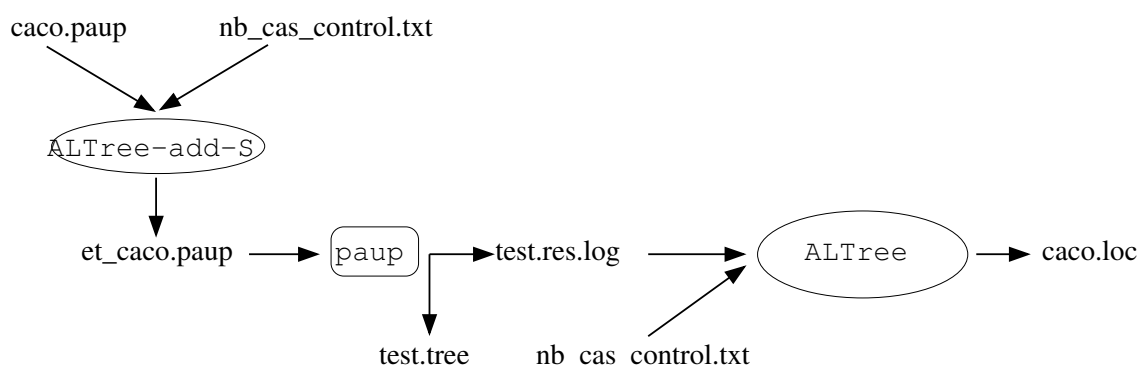 caco.paup nb_cas_control.txt
ALTree-add-S
et_caco.paup paup test.res.log ALTree caco.loc
test.tree nb cas control.txt